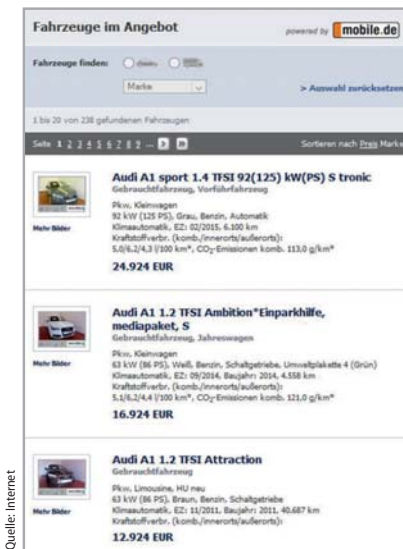 Fahrzeuge im Angebot
powered by mobile.de
Fahrzeuge finden:
Marke
> Auswahl zurücksetzen
1 bis 20 von 238 gefundenen Fahrzeugen
Seite 1 2 3 4 5 6 7 8 9 ...
Sortieren nach Preis Marke
Audi A1 sport 1.4 TFSI 92(125) kW(PS) S tronic
Gebrauchtfahrzeug, Vorführfahrzeug
Pkw, Kleinwagen
92 kW (125 PS), Grau, Benzin, Automatik
Klimaautomatik, EZ: 02/2015, 6.100 km
Kraftstoffverbr. (komb./innerorts/außerorts):
5,0/6,2/4,3 l/100 km*, CO₂-Emissionen komb. 113,0 g/km*
24.924 EUR
Mehr Bilder
Audi A1 1.2 TFSI Ambition*Einparkhilfe,
mediapaket, S
Gebrauchtfahrzeug, Jahreswagen
Pkw, Kleinwagen
63 kW (86 PS), Weiß, Benzin, Schaltgetriebe, Umweltplakette 4 (Grün)
Klimaautomatik, EZ: 09/2014, Baujahr: 2014, 4.558 km
Kraftstoffverbr. (komb./innerorts/außerorts):
5,1/6,2/4,4 l/100 km*, CO₂-Emissionen komb. 121,0 g/km*
16.924 EUR
Mehr Bilder
Audi A1 1.2 TFSI Attraction
Gebrauchtfahrzeug
Pkw, Limousine, HU neu
63 kW (86 PS), Braun, Benzin, Schaltgetriebe
Klimaautomatik, EZ: 11/2011, Baujahr: 2011, 40.687 km
Kraftstoffverbr. (komb./innerorts/außerorts):
12.924 EUR
Mehr Bilder
Quelle: Internet